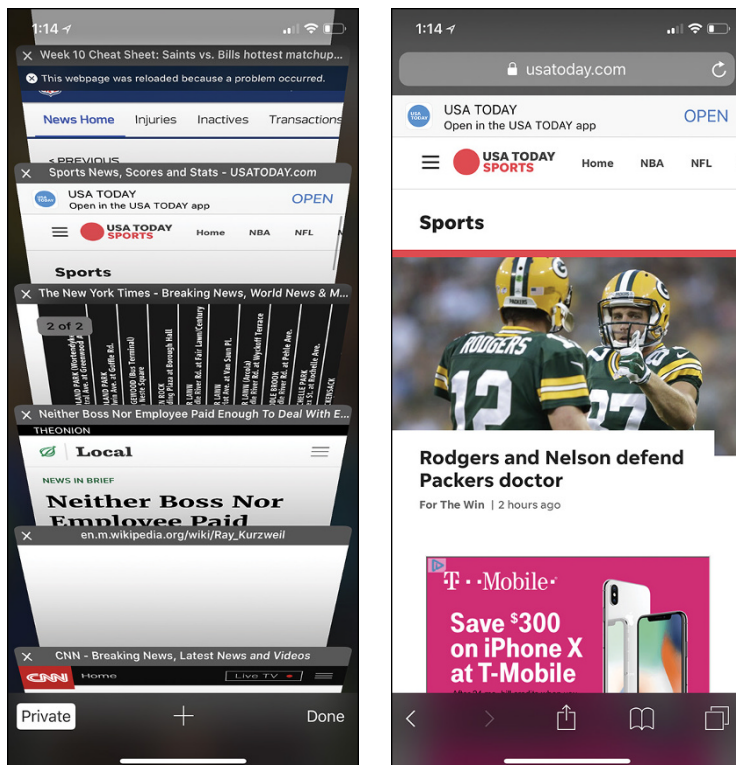 1:14
Week 10 Cheat Sheet: Saints vs. Bills hottest matchup...
This webpage was reloaded because a problem occurred.
News Home Injuries Inactives Transactions
< PREVIOUS
Sports News, Scores and Stats - USATODAY.com
USA TODAY
USA TODAY
Open in the USA TODAY app
OPEN
USA TODAY
SPORTS
Home NBA NFL
Sports
The New York Times - Breaking News, World News & M...
2 of 2
Neither Boss Nor Employee Paid Enough To Deal With E...
THEONION
Local
NEWS IN BRIEF
Neither Boss Nor
Employee Paid
en.m.wikipedia.org/wiki/Ray_Kurzweil
CNN - Breaking News, Latest News and Videos
CNN Home Live TV
Private + Done
1:14
usatoday.com
USA TODAY
USA TODAY
Open in the USA TODAY app
OPEN
USA TODAY
SPORTS
Home NBA NFL
Sports
PACKERS
RODGERS
12
87
Rodgers and Nelson defend
Packers doctor
For The Win | 2 hours ago
T-Mobile
Save $300
on iPhone X
at T-Mobile